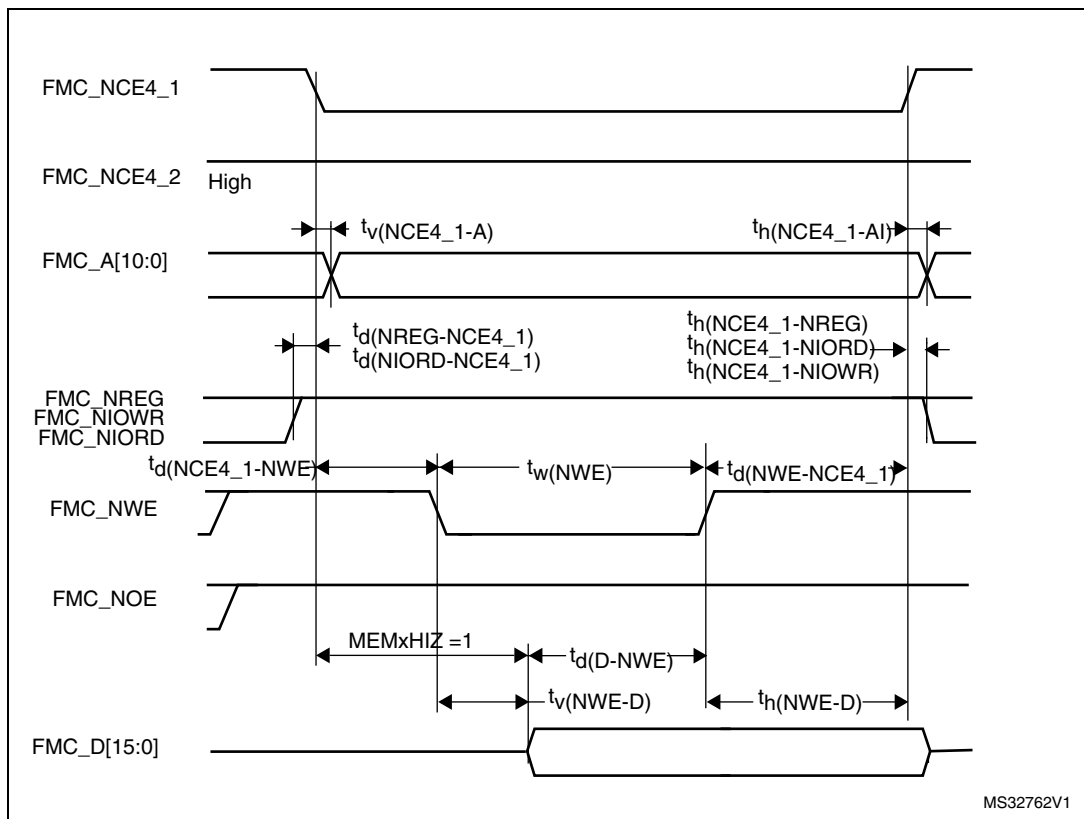 FMC_NCE4_1
FMC_NCE4_2 High
tv(NCE4_1-A)
th(NCE4_1-AI)
FMC_A[10:0]
td(NREG-NCE4_1)
td(NIORD-NCE4_1)
th(NCE4_1-NREG)
th(NCE4_1-NIORD)
th(NCE4_1-NIOWR)
FMC_NREG
FMC_NIOWR
FMC_NIORD
td(NCE4_1-NWE)
tw(NWE)
td(NWE-NCE4_1)
FMC_NWE
FMC_NOE
MEMxHIZ =1
td(D-NWE)
tv(NWE-D)
th(NWE-D)
FMC_D[15:0]
MS32762V1